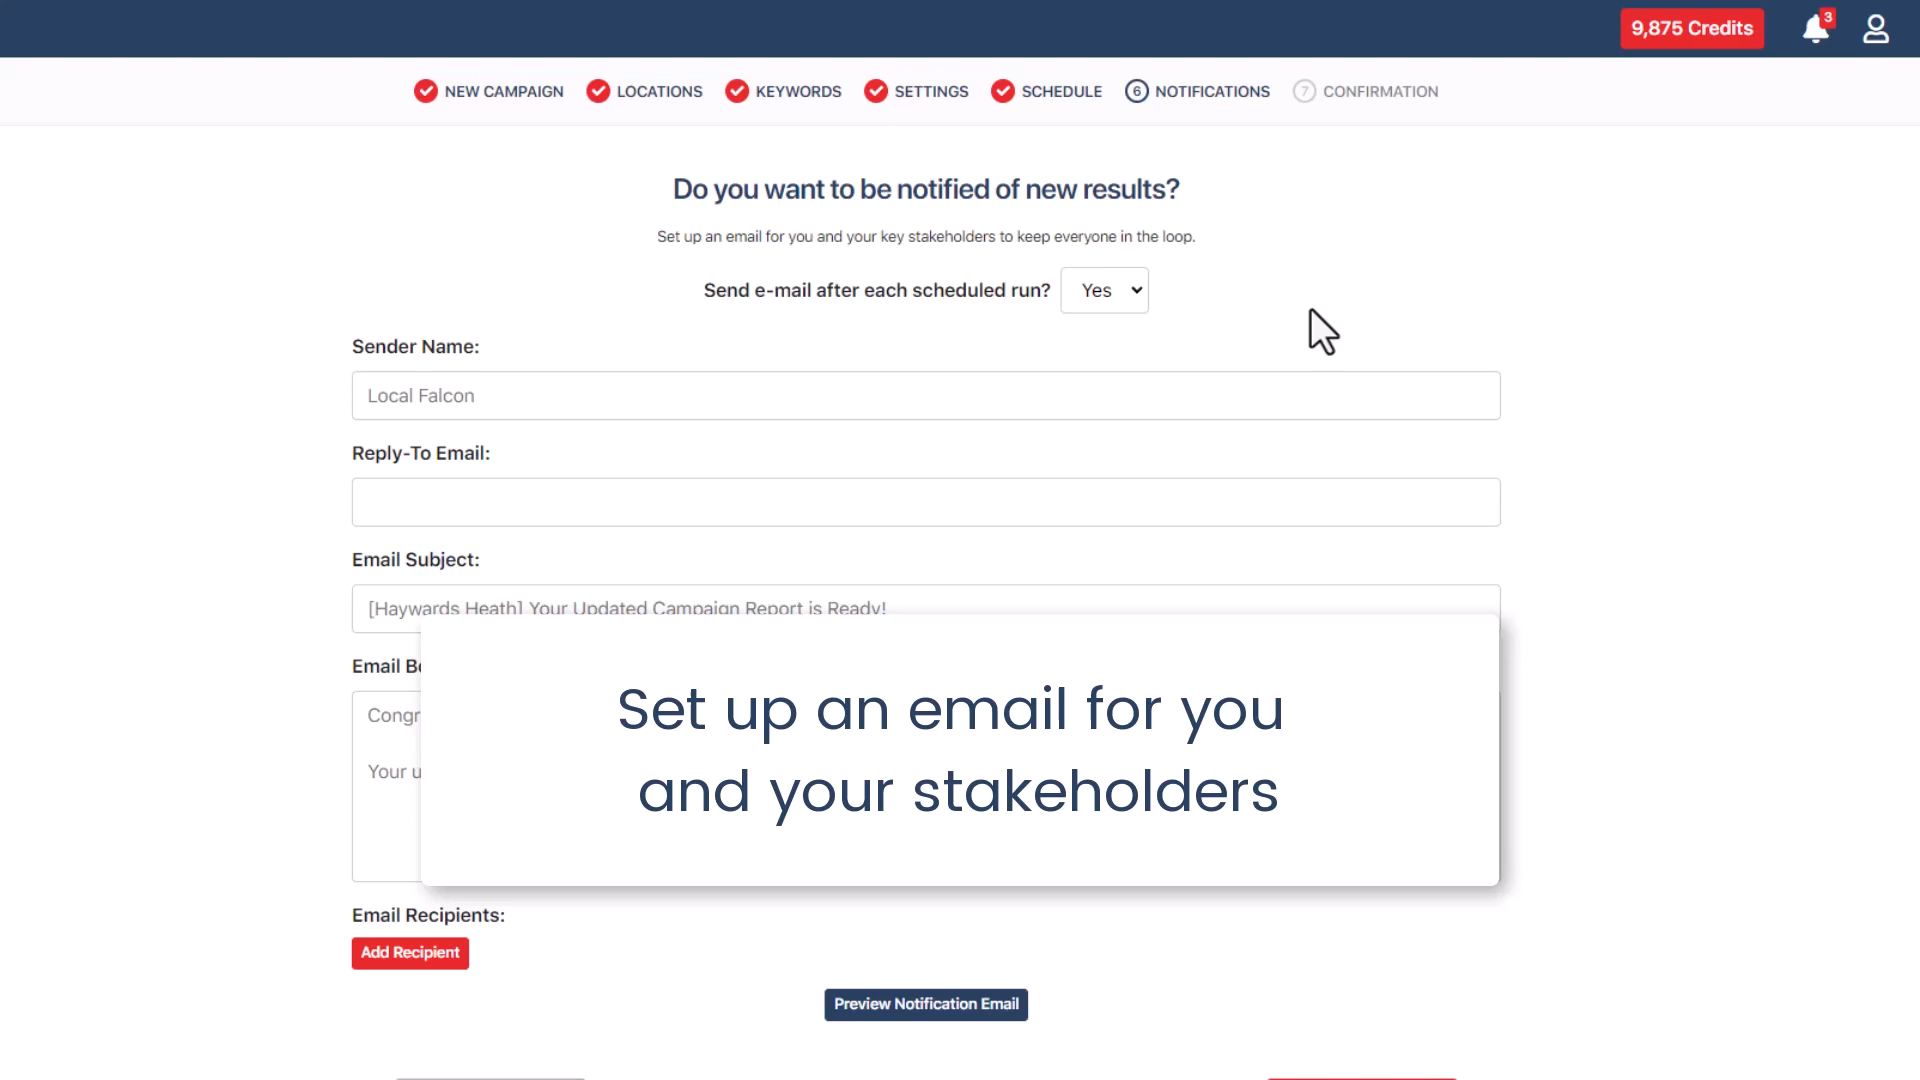 9,875 Credits
3
NEW CAMPAIGN
LOCATIONS
KEYWORDS
SETTINGS
SCHEDULE
6 NOTIFICATIONS
7 CONFIRMATION
Do you want to be notified of new results?
Set up an email for you and your key stakeholders to keep everyone in the loop.
Send e-mail after each scheduled run? Yes
Sender Name:
Local Falcon
Reply-To Email:
Email Subject:
[Haywards Heath] Your Updated Campaign Report is Ready!
Email
Set up an email for you
and your stakeholders
Email Recipients:
Add Recipient
Preview Notification Email